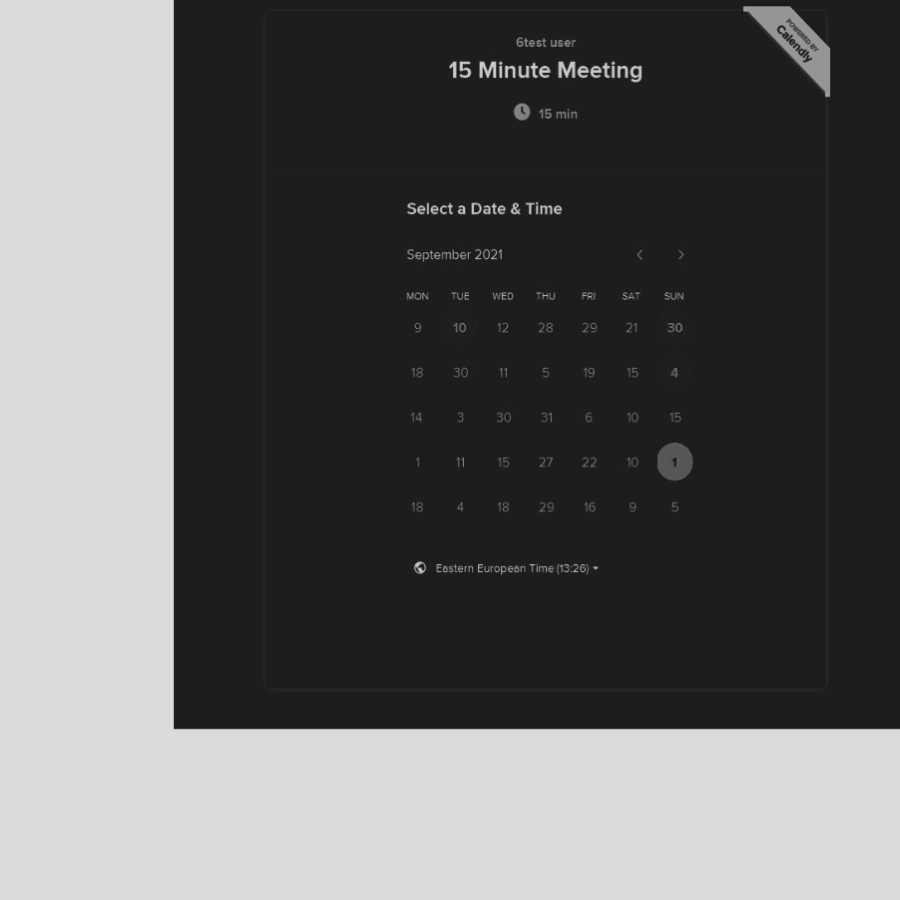 POWERED BY
Calendly
6test user
15 Minute Meeting
15 min
Select a Date & Time
September 2021
MON TUE WED THU FRI SAT SUN
9 10 12 28 29 21 30
18 30 11 5 19 15 4
14 3 30 31 6 10 15
1 11 15 27 22 10 1
18 4 18 29 16 9 5
Eastern European Time (13:26)